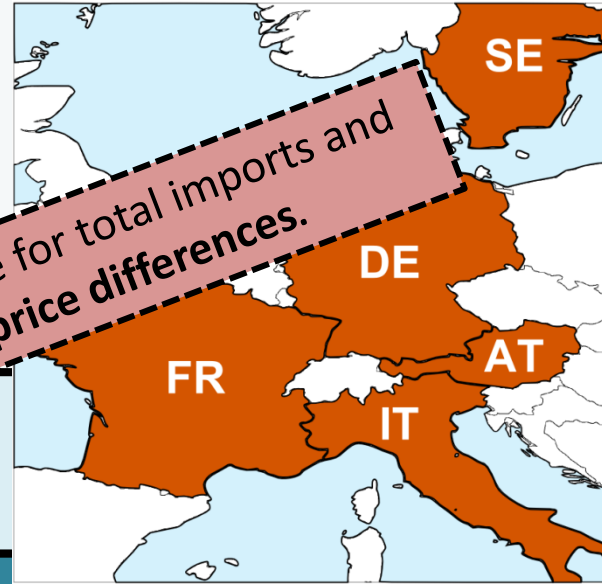 SE
for total imports and
price differences.
DE
AT
FR
IT